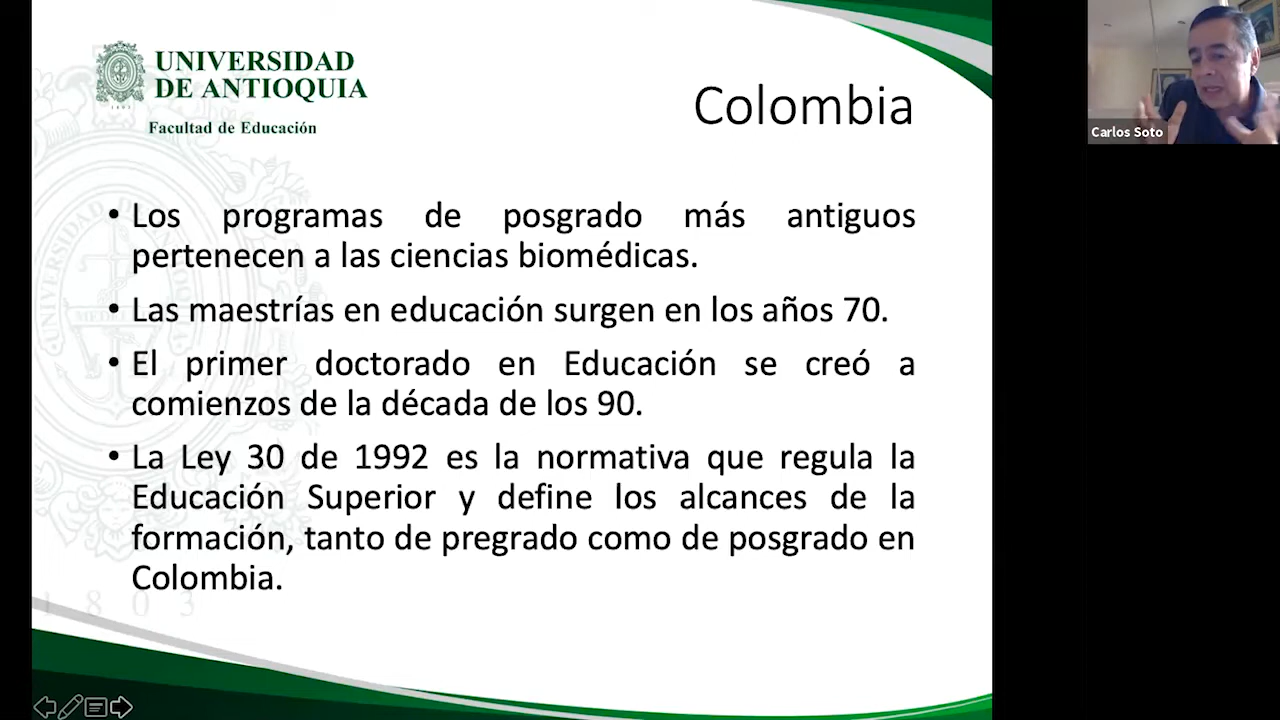 UNIVERSIDAD
DE ANTIOQUIA
Facultad de Educación
Colombia
• Los programas de posgrado más antiguos
pertenecen a las ciencias biomédicas.
• Las maestrías en educación surgen en los años 70.
• El primer doctorado en Educación se creó a
comienzos de la década de los 90.
• La Ley 30 de 1992 es la normativa que regula la
Educación Superior y define los alcances de la
formación, tanto de pregrado como de posgrado en
Colombia.
1803
Carlos Soto